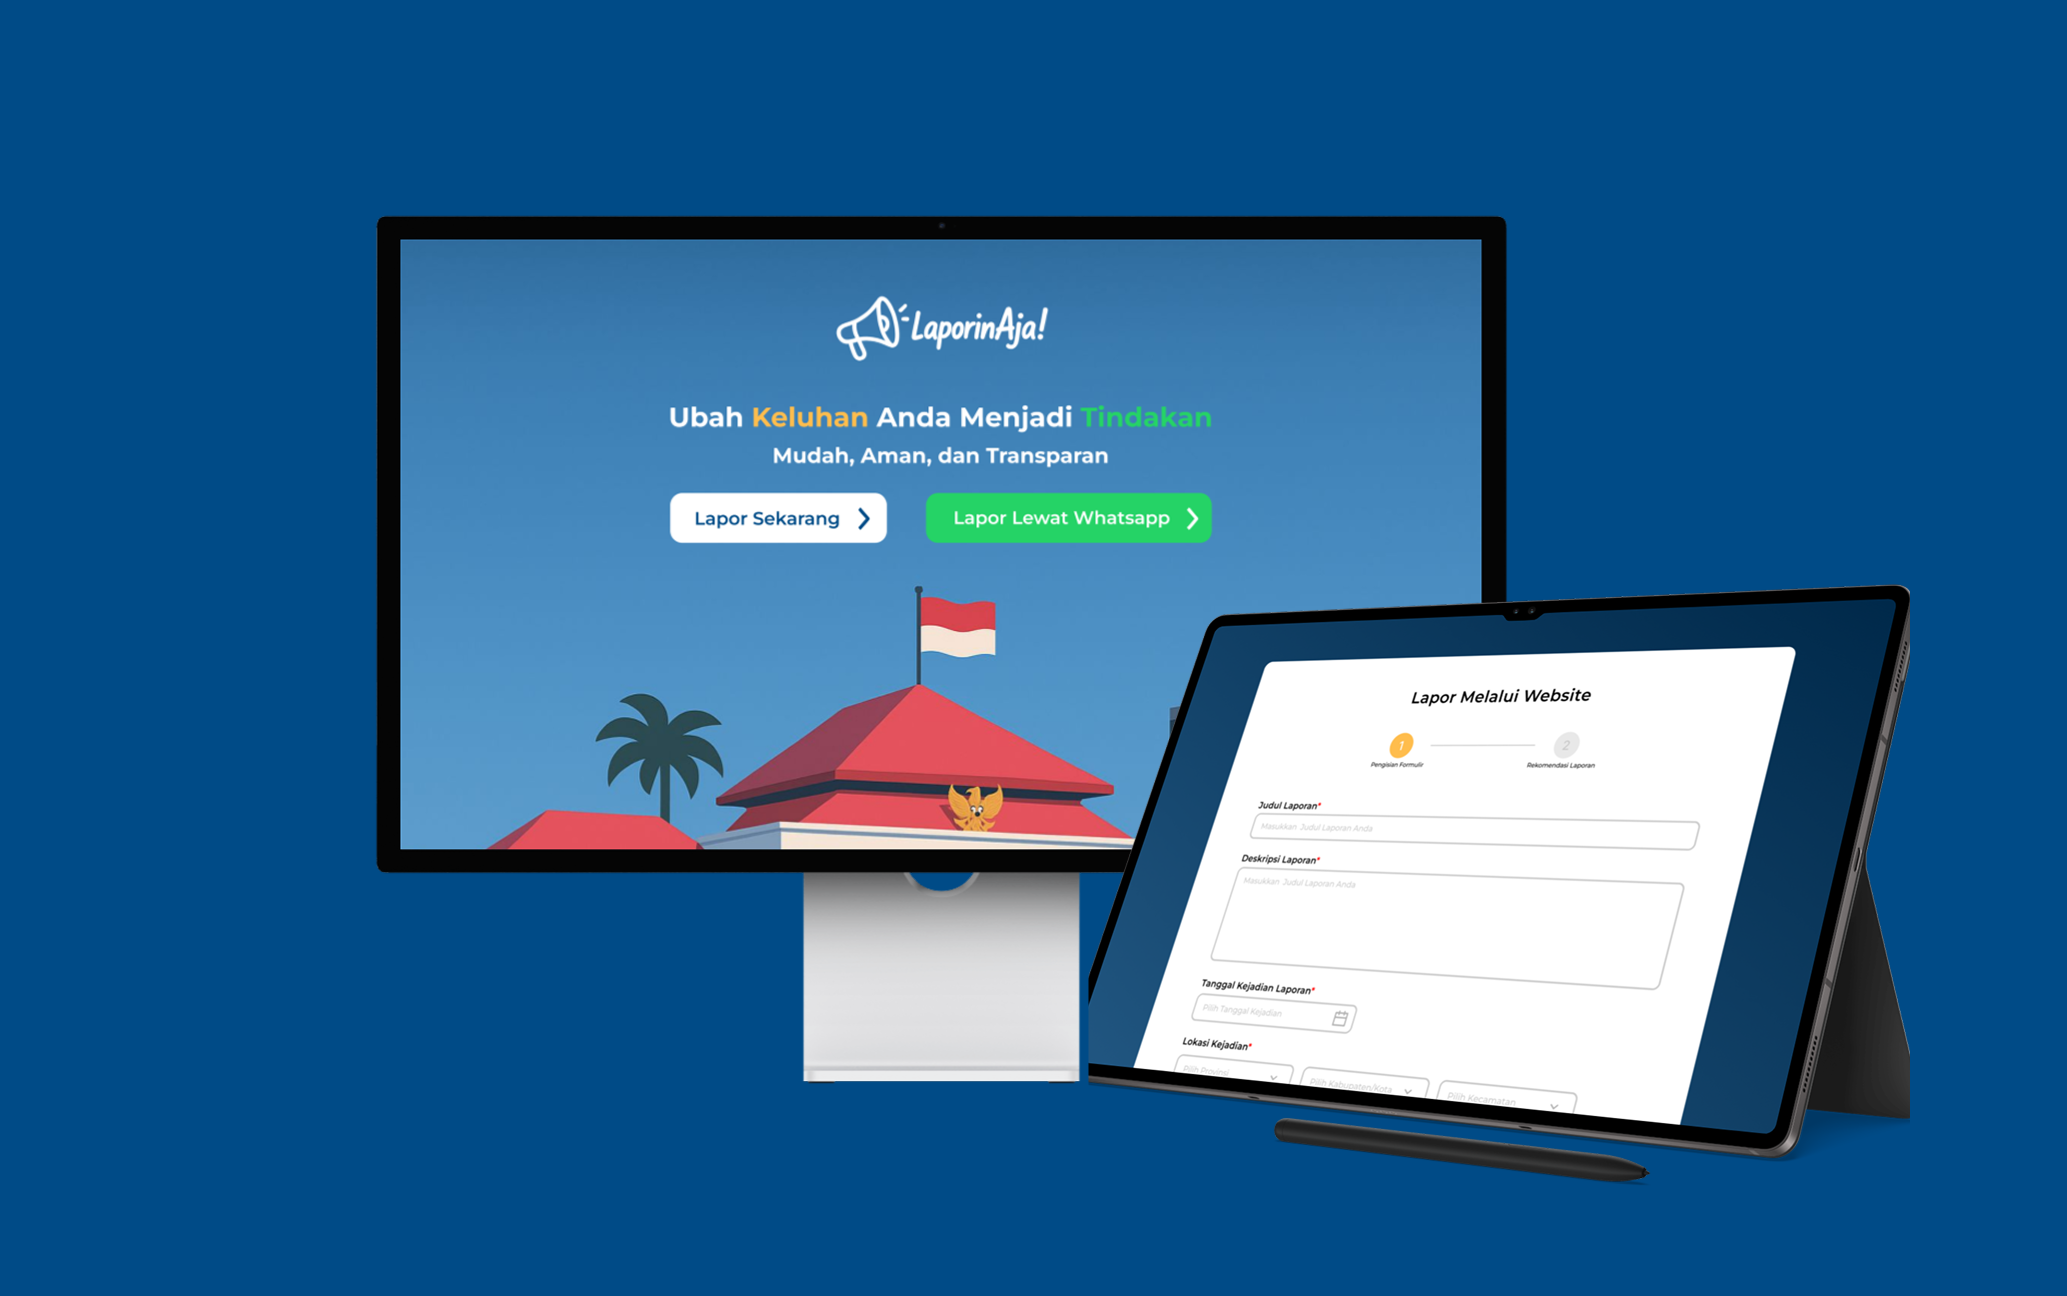 LaporinAja!
Ubah Keluhan Anda Menjadi Tindakan
Mudah, Aman, dan Transparan
Lapor Sekarang
Lapor Lewat Whatsapp
Lapor Melalui Website
1
2
Pengisian Formulir
Rekomendasi Laporan
Judul Laporan*
Masukkan Judul Laporan Anda
Deskripsi Laporan*
Masukkan Judul Laporan Anda
Tanggal Kejadian Laporan*
Pilih Tanggal Kejadian
Lokasi Kejadian*
Pilih Provinsi
Pilih Kabupaten/Kota
Pilih Kecamatan